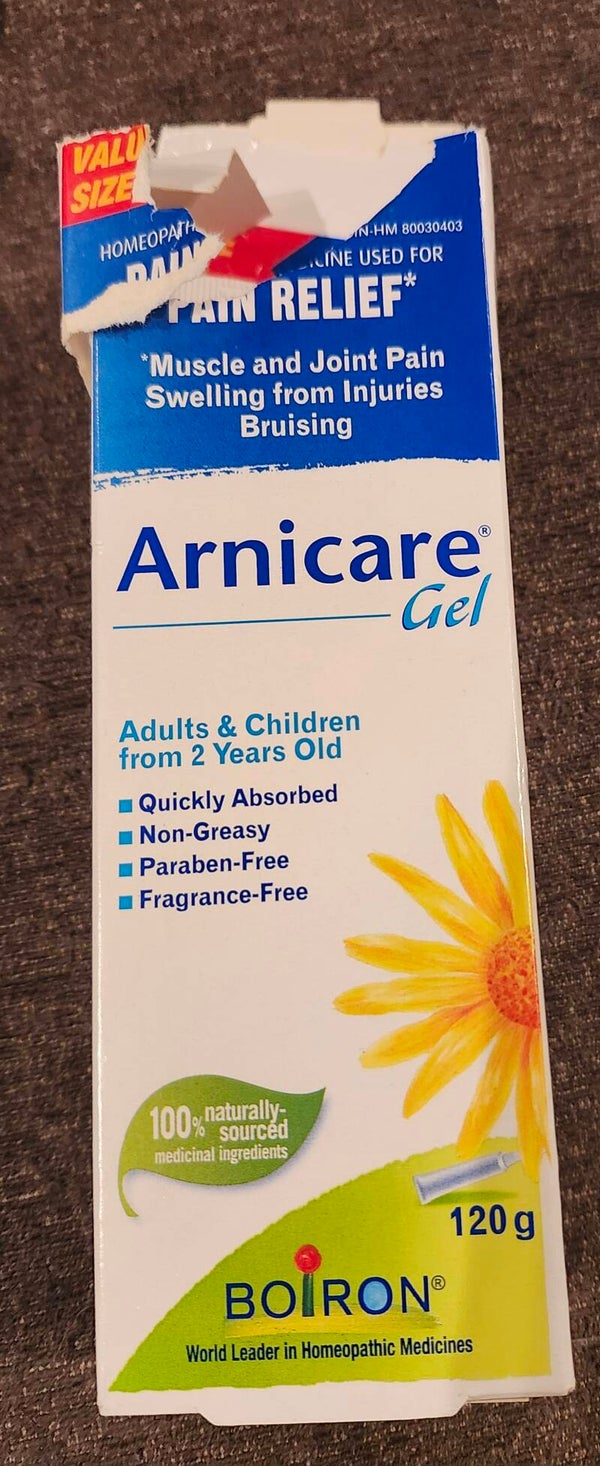 VALU
SIZE
HOMEOPATH
IN-HM 80030403
CINE USED FOR
PAIN
PAIN RELIEF*
*Muscle and Joint Pain
Swelling from Injuries
Bruising
Arnicare®
Gel
Adults & Children
from 2 Years Old
Quickly Absorbed
Non-Greasy
Paraben-Free
Fragrance-Free
100% naturally-
sourced
medicinal ingredients
120 g
BOIRON®
World Leader in Homeopathic Medicines